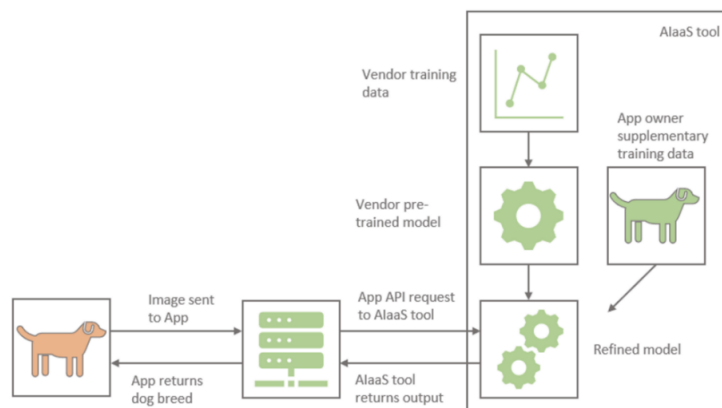 AIaaS tool
Vendor training
data
App owner
supplementary
training data
Vendor pre-
trained model
Image sent
to App
App API request
to AIaaS tool
Refined model
App returns
dog breed
AIaaS tool
returns output